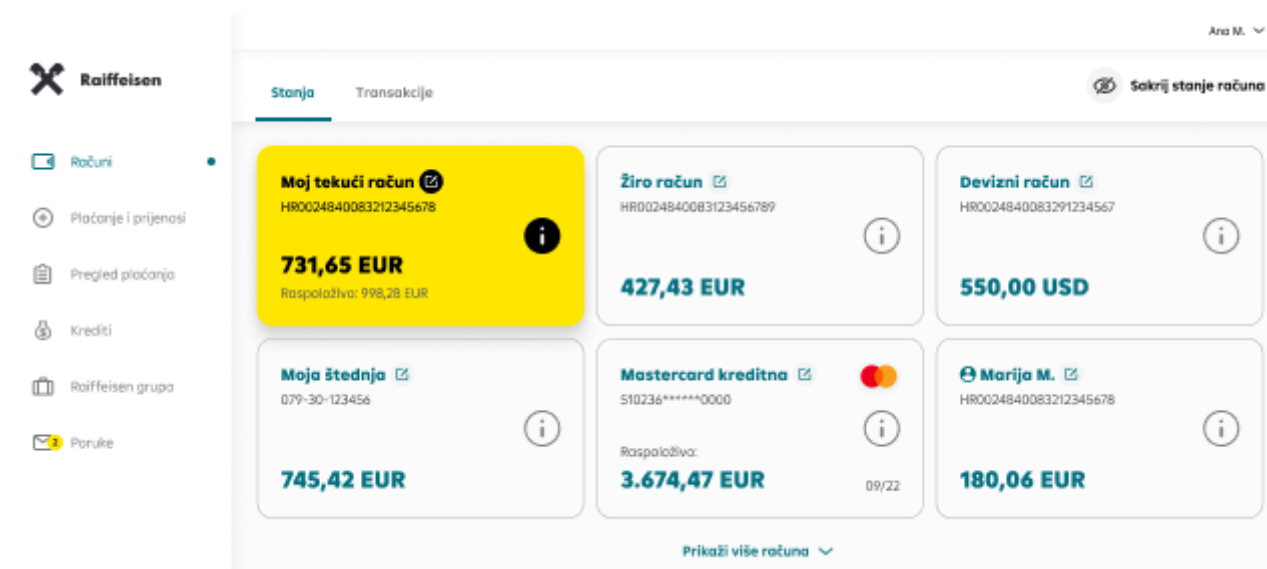 Ana M.
Raiffeisen
Stanja
Transakcije
Sakrij stanje računa
Računi
Plaćanje i prijenosi
Pregled plaćanja
Krediti
Raiffeisen grupa
2
Poruke
Moj tekući račun
HR0024840083212345678
731,65 EUR
Raspoloživo: 998,28 EUR
Žiro račun
HR0024840083123456789
427,43 EUR
Devizni račun
HR0024840083291234567
550,00 USD
Moja štednja
079-30-123456
745,42 EUR
Mastercard kreditna
510236******0000
Raspoloživo:
3.674,47 EUR
09/22
Marija M.
HR0024840083212345678
180,06 EUR
Prikaži više računa